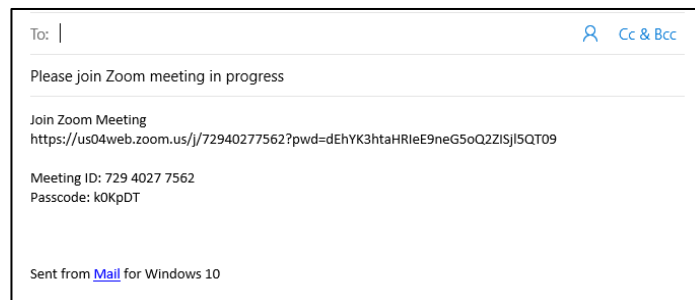 To:
Cc & Bcc
Please join Zoom meeting in progress
Join Zoom Meeting
https://us04web.zoom.us/j/72940277562?pwd=dEhYK3htaHRIeE9neG5oQ2ZISjl5QT09
Meeting ID: 729 4027 7562
Passcode: k0KpDT
Sent from Mail for Windows 10